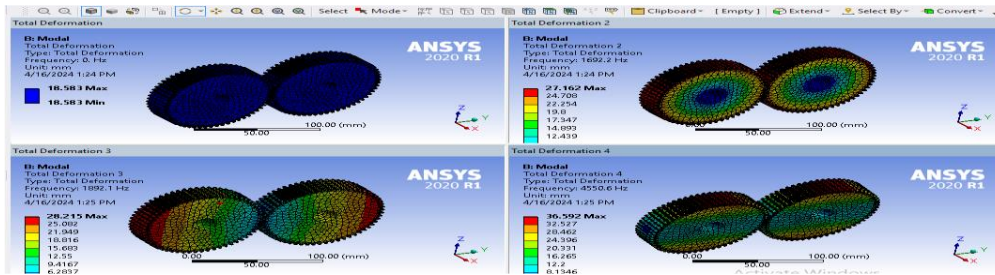 Select Mode Clipboard [ Empty ] Extend Select By Convert
Total Deformation
B: Modal
Total Deformation
Type: Total Deformation
Frequency: 0. Hz
Unit: mm
4/16/2024 1:24 PM
18.583 Max
18.583 Min
ANSYS
2020 R1
100.00 (mm)
50.00
Z
Y
X
Total Deformation 2
B: Modal
Total Deformation 2
Type: Total Deformation
Frequency: 1692.2 Hz
Unit: mm
4/16/2024 1:24 PM
27.162 Max
24.708
22.254
19.8
17.347
14.893
12.439
ANSYS
2020 R1
100.00 (mm)
50.00
Z
Y
X
Total Deformation 3
B: Modal
Total Deformation 3
Type: Total Deformation
Frequency: 1892.1 Hz
Unit: mm
4/16/2024 1:25 PM
28.215 Max
25.082
21.949
18.816
15.683
12.55
9.4167
6.2837
ANSYS
2020 R1
0.00
100.00 (mm)
50.00
Z
Y
X
Total Deformation 4
B: Modal
Total Deformation 4
Type: Total Deformation
Frequency: 4550.6 Hz
Unit: mm
4/16/2024 1:25 PM
36.592 Max
32.527
28.462
24.396
20.331
16.265
12.2
8.1346
ANSYS
2020 R1
0.00
100.00 (mm)
50.00
Z
Y
X
Activate Windows